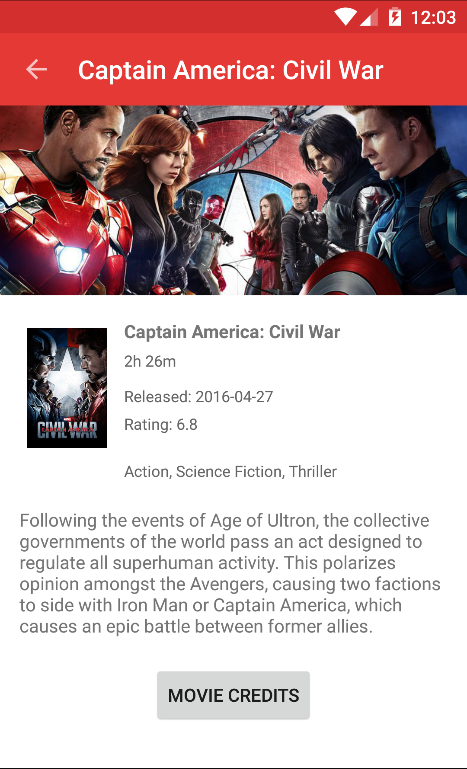 12:03
Captain America: Civil War
Captain America: Civil War
2h 26m
Released: 2016-04-27
Rating: 6.8
Action, Science Fiction, Thriller
CIVIL WAR
Following the events of Age of Ultron, the collective
governments of the world pass an act designed to
regulate all superhuman activity. This polarizes
opinion amongst the Avengers, causing two factions
to side with Iron Man or Captain America, which
causes an epic battle between former allies.
MOVIE CREDITS